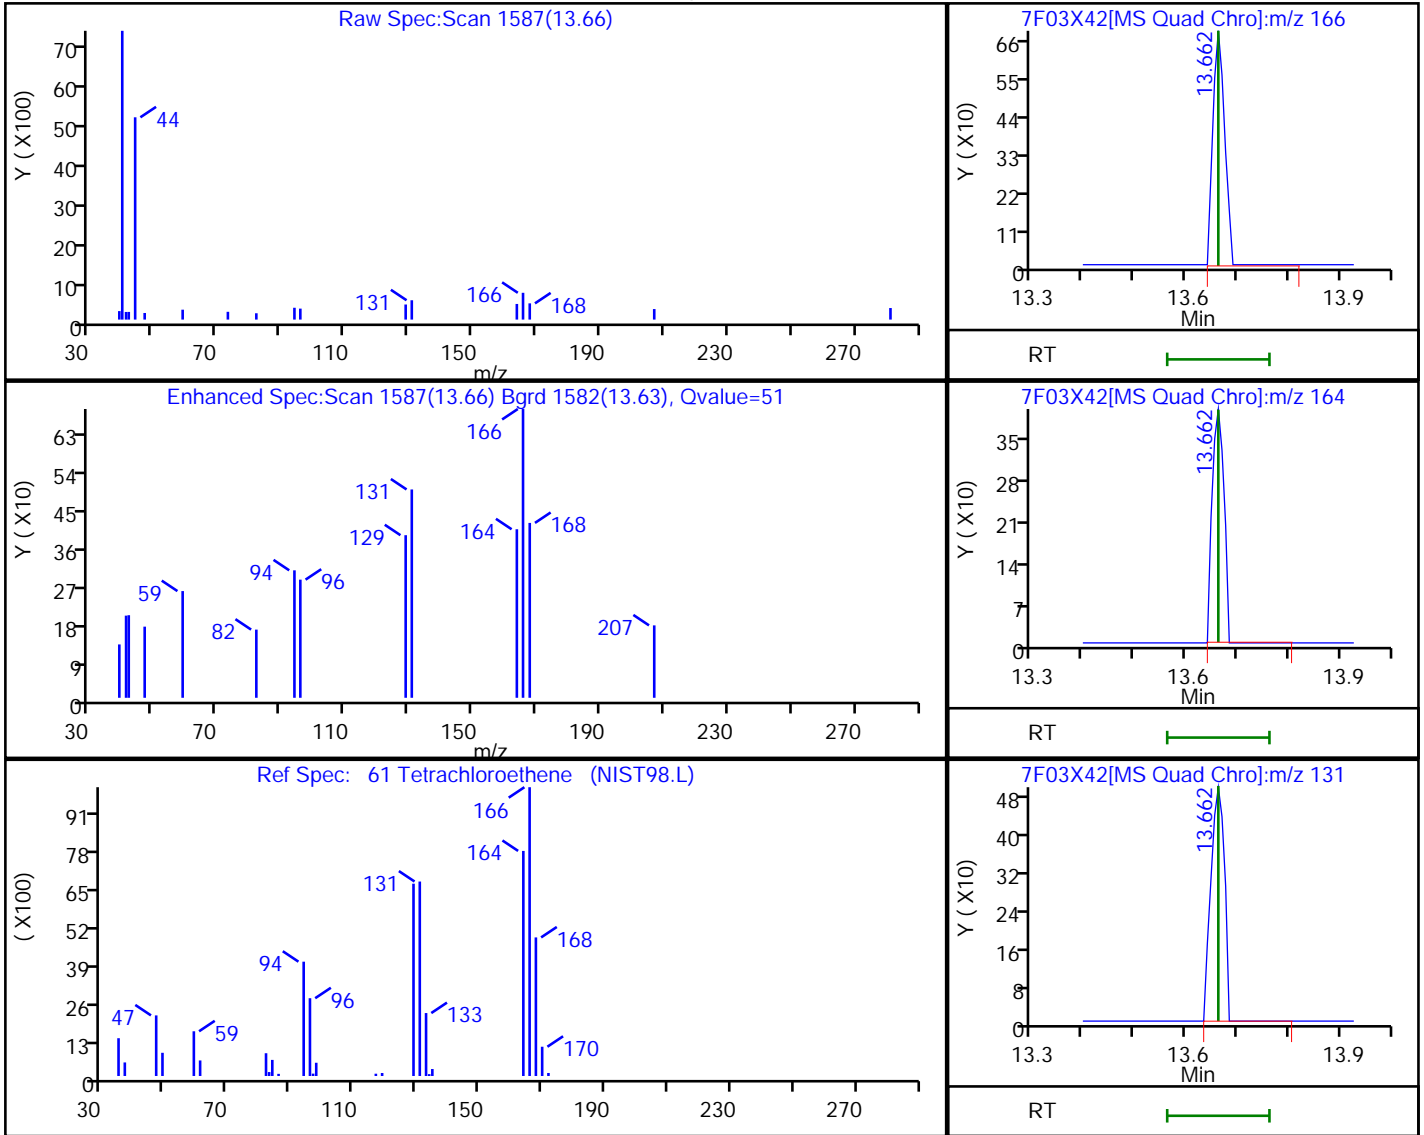 Raw Spec:Scan 1587(13.66)
Y ( X100)
70
60
50
40
30
20
10
0
44
131
166
168
30 70 110 150 190 230 270
m/z
7F03X42[MS Quad Chro]:m/z 166
Y ( X10)
66
55
44
33
22
11
0
13.662
13.3 13.6 13.9
Min
RT
Enhanced Spec:Scan 1587(13.66) Bgrd 1582(13.63), Qvalue=51
Y ( X10)
63
54
45
36
27
18
9
0
166
131
129
164
168
94
96
59
82
207
30 70 110 150 190 230 270
m/z
7F03X42[MS Quad Chro]:m/z 164
Y ( X10)
35
28
21
14
7
0
13.662
13.3 13.6 13.9
Min
RT
Ref Spec: 61 Tetrachloroethene (NIST98.L)
( X100)
91
78
65
52
39
26
13
0
166
164
131
168
94
96
133
47
59
170
30 70 110 150 190 230 270
7F03X42[MS Quad Chro]:m/z 131
Y ( X10)
48
40
32
24
16
8
0
13.662
13.3 13.6 13.9
Min
RT